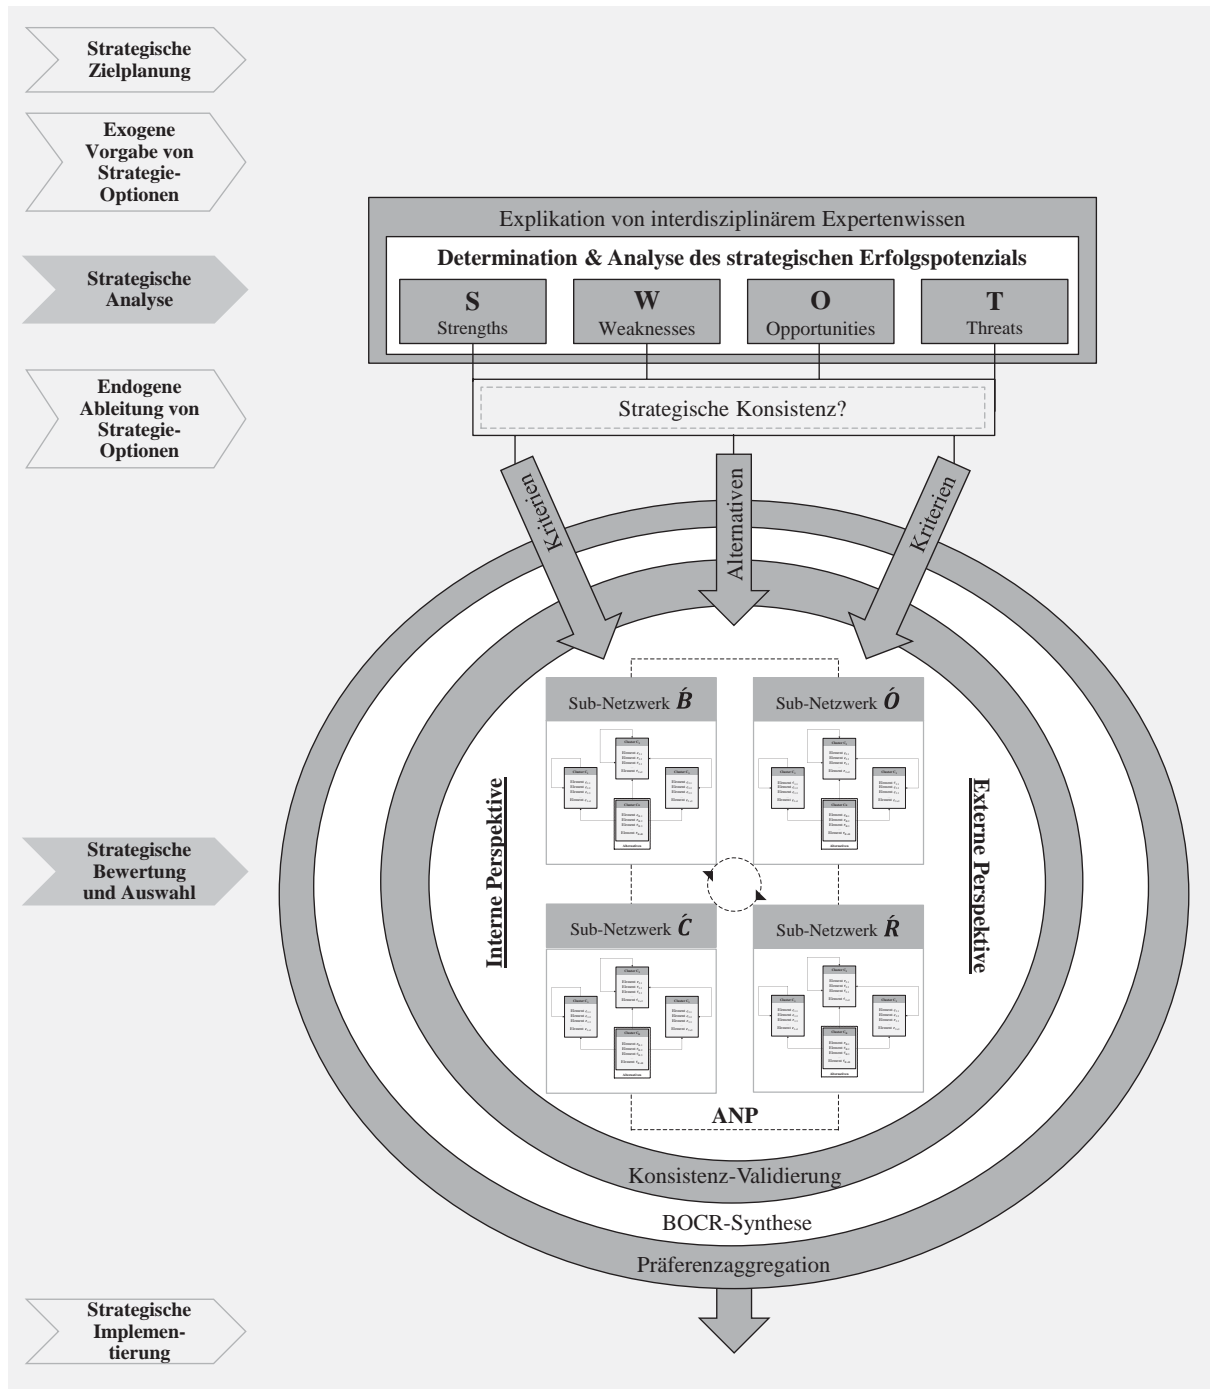 Strategische
Zielplanung
Exogene
Vorgabe von
Strategie-
Optionen
Explikation von interdisziplinärem Expertenwissen
Determination & Analyse des strategischen Erfolgspotenzials
S
Strengths
W
Weaknesses
O
Opportunities
T
Threats
Strategische
Analyse
Endogene
Ableitung von
Strategie-
Optionen
Strategische Konsistenz?
Kriterien
Alternativen
Kriterien
Sub-Netzwerk B́
Sub-Netzwerk Ó
Interne Perspektive
Externe Perspektive
Strategische
Bewertung
und Auswahl
Sub-Netzwerk Ć
Sub-Netzwerk Ŕ
ANP
Konsistenz-Validierung
BOCR-Synthese
Präferenzaggregation
Strategische
Implemen-
tierung